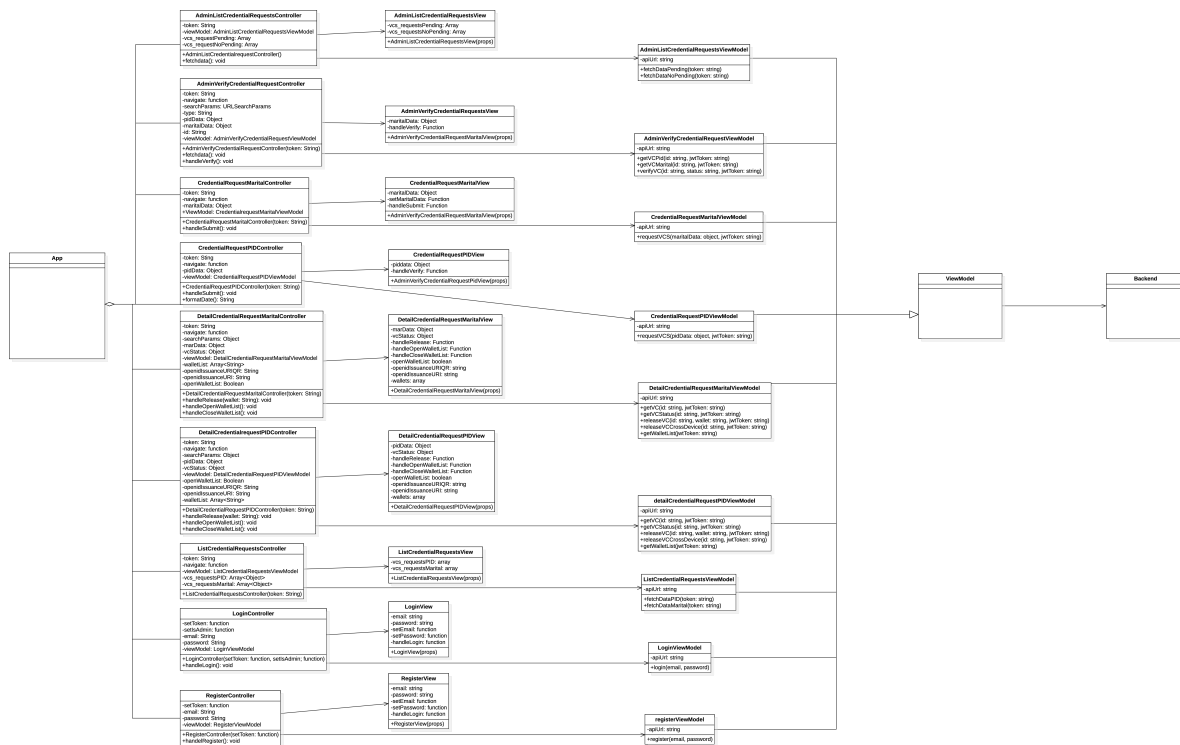 AdminListCredentialRequestsController
-token: String
-viewModel: AdminListCredentialRequestsViewModel
-vcs_requestPending: Array
-vcs_requestNoPending: Array
+AdminListCredentialrequestController()
+fetchdata(): void
AdminListCredentialRequestsView
-vcs_requestsPending: Array
-vcs_requestsNoPending: Array
+AdminListCredentialRequestsView(props)
AdminListCredentialRequestsViewModel
-apiUrl: string
+fetchDataPending(token: string)
+fetchDataNoPending(token: string)
AdminVerifyCredentialRequestController
-token: String
-navigate: function
-searchParams: URLSearchParams
-type: String
-pidData: Object
-maritalData: Object
-id: String
-viewModel: AdminVerifyCredentialRequestViewModel
+AdminVerifyCredentialRequestController(token: String)
+fetchdata(): void
+handleVerify(): void
AdminVerifyCredentialRequestsView
-maritalData: Object
-handleVerify: Function
+AdminVerifyCredentialRequestMaritalView(props)
AdminVerifyCredentialRequestViewModel
-apiUrl: string
+getVCPid(id: string, jwtToken: string)
+getVCMarital(id: string, jwtToken: string)
+verifyVC(id: string, status: string, jwtToken: string)
CredentialRequestMaritalController
-token: String
-navigate: function
-maritalData: Object
+ViewModel: CredentialrequestMaritalViewModel
+CredentialRequestMaritalController(token: String)
+handleSubmit(): void
CredentialRequestMaritalView
-maritalData: Object
-setMaritalData: Function
-handleSubmit: Function
+AdminVerifyCredentialRequestMaritalView(props)
CredentialRequestMaritalViewModel
-apiUrl: string
+requestVCS(maritalData: object, jwtToken: string)
CredentialRequestPIDController
-token: Stnig
-navigate: function
-pidData: Object
-viewModel: CredentialRequestPIDViewModel
+CredentialRequestPIDController(token: String)
+handleSubmit(): void
+formatDate(): String
CredentialRequestPIDView
-piddata: Object
-handleVerify: Function
+AdminVerifyCredentialRequestPidView(props)
CredentialRequestPIDViewModel
-apiUrl: string
+requestVCS(pidData: object, jwtToken: string)
App
ViewModel
Backend
DetailCredentialRequestMaritalController
-token: String
-navigate: function
-searchParams: Object
-marData: Object
-vcStatus: Object
-viewModel: DetailCredentialRequestMaritalViewModel
-walletList: Array<String>
-openidIssuanceURIQR: String
-openidIssuanceURI: String
-openWalletList: Boolean
+DetailCredentialRequestMaritalController(token: String)
+handleRelease(wallet: String): void
+handleOpenWalletList(): void
+handleCloseWalletList(): void
DetailCredentialRequestMaritalView
-marData: Object
-vcStatus: Object
-handleRelease: Function
-handleOpenWalletList: Function
-handleCloseWalletList: Function
-openWalletList: boolean
-openidIssuanceURIQR: string
-openidIssuanceURI: string
-wallets: array
+DetailCredentialRequestMaritalView(props)
DetailCredentialRequestMaritalViewModel
-apiUrl: string
+getVC(id: string, jwtToken: string)
+getVCStatus(id: string, jwtToken: string)
+releaseVC(id: string, wallet: string, jwtToken: string)
+releaseVCCrossDevice(id: string, jwtToken: string)
+getWalletList(jwtToken: string)
DetailCredentialrequestPIDController
-token: String
-navigate: function
-searchParams: Object
-pidData: Object
-vcStatus: Object
-viewModel: DetailCredentialRequestPIDViewModel
-openWalletList: Boolean
-openidIssuanceURIQR: String
-openidIssuanceURI: String
-walletList: Array<String>
+DetailCredentialRequestPIDController(token: String)
+handleRelease(wallet: String): void
+handleOpenWalletList(): void
+handleCloseWalletList(): void
DetailCredentialRequestPIDView
-pidData: Object
-vcStatus: Object
-handleRelease: Function
-handleOpenWalletList: Function
-handleCloseWalletList: Function
-openWalletList: boolean
-openidIssuanceURIQR: string
-openidIssuanceURI: string
-wallets: array
+DetailCredentialRequestPIDView(props)
detailCredentialRequestPIDViewModel
-apiUrl: string
+getVC(id: string, jwtToken: string)
+getVCStatus(id: string, jwtToken: string)
+releaseVC(id: string, wallet: string, jwtToken: string)
+releaseVCCrossDevice(id: string, jwtToken: string)
+getWalletList(jwtToken: string)
ListCredentialRequestsController
-token: String
-navigate: function
-viewModel: ListCredentialRequestsViewModel
-vcs_requestsPID: Array<Object>
-vcs_requestsMarital: Array<Object>
+ListCredentialRequestsController(token: String)
ListCredentialRequestsView
-vcs_requestsPID: array
-vcs_requestsMarital: array
+ListCredentialRequestsView(props)
ListCredentialRequestsViewModel
-apiUrl: string
+fetchDataPID(token: string)
+fetchDataMarital(token: string)
LoginController
-setToken: function
-setIsAdmin: function
-email: String
-password: String
-viewModel: LoginViewModel
+LoginController(setToken: function, setIsAdmin; function)
+handleLogin(): void
LoginView
-email: string
-password: string
-setEmail: function
-setPassword: function
-handleLogin: function
+LoginView(props)
LoginViewModel
-apiUrl: string
+login(email, password)
RegisterController
-setToken: function
-email: String
-password: String
-viewModel: RegisterViewModel
+RegisterController(setToken: function)
+handelRegister(): void
RegisterView
-email: string
-password: string
-setEmail: function
-setPassword: function
-handleLogin: function
+RegisterView(props)
registerViewModel
-apiUrl: string
+register(email, password)